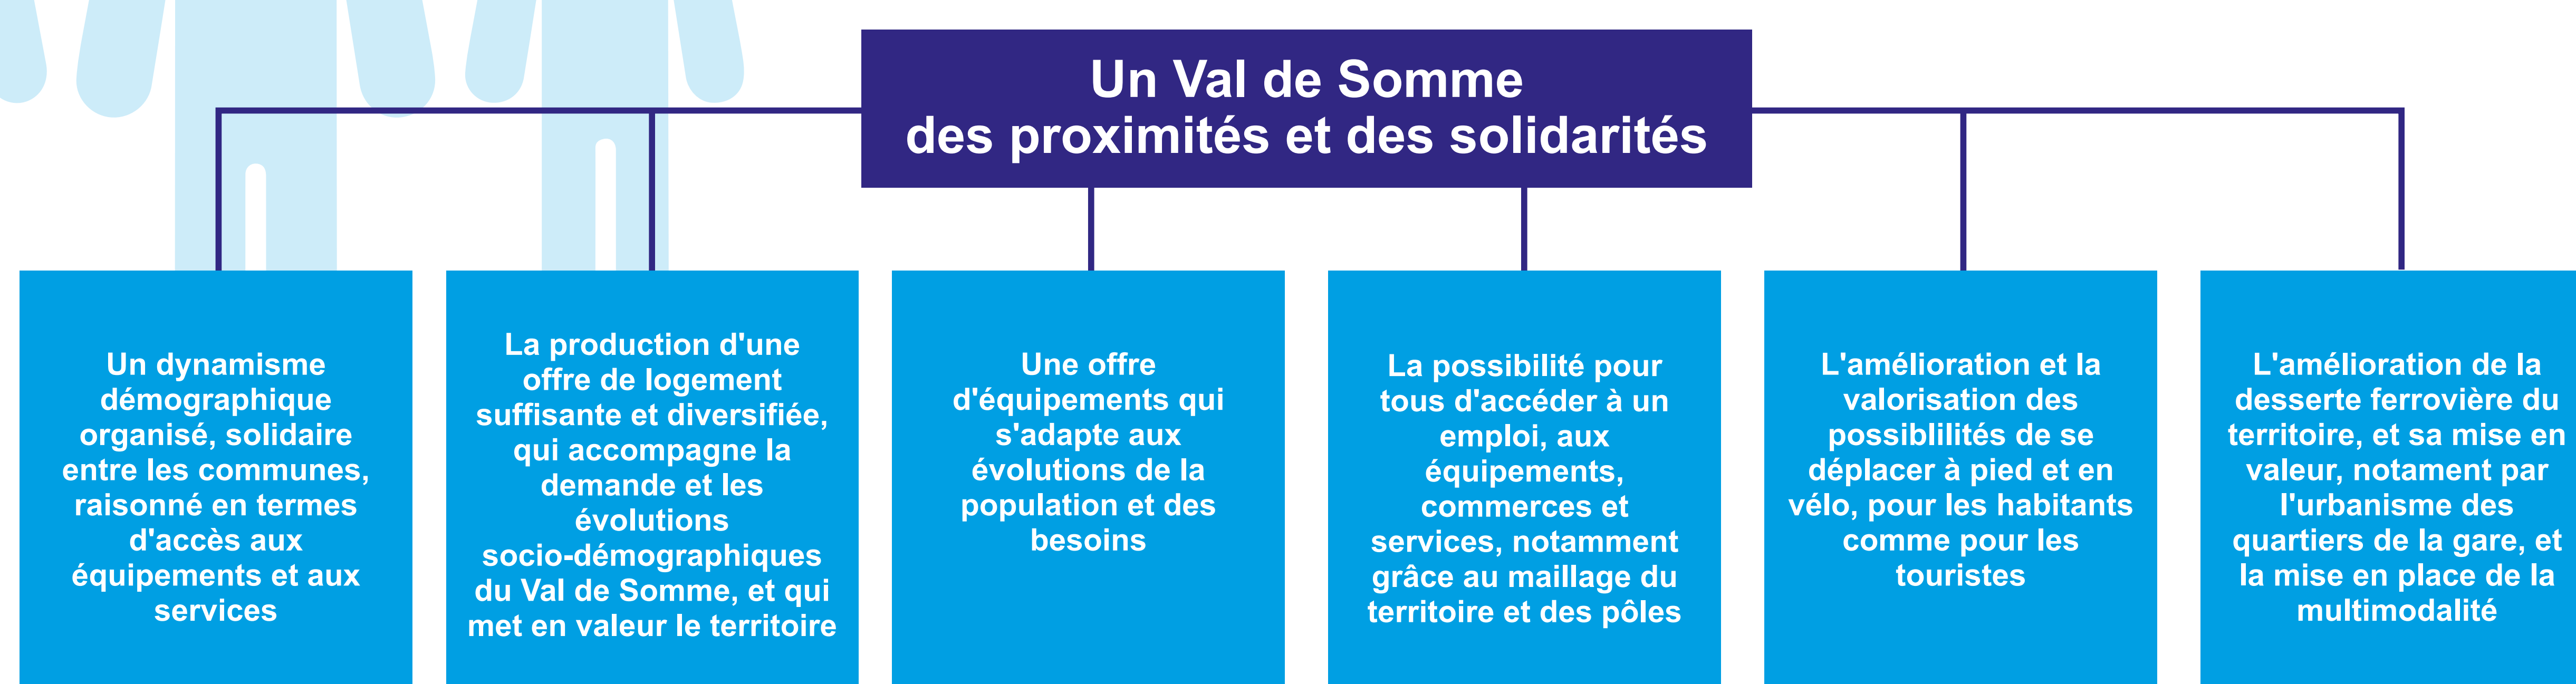 Un Val de Somme
des proximités et des solidarités
Un dynamisme
démographique
organisé, solidaire
entre les communes,
raisonné en termes
d'accès aux
équipements et aux
services
La production d'une
offre de logement
suffisante et diversifiée,
qui accompagne la
demande et les
évolutions
socio-démographiques
du Val de Somme, et qui
met en valeur le territoire
Une offre
d'équipements qui
s'adapte aux
évolutions de la
population et des
besoins
La possibilité pour
tous d'accéder à un
emploi, aux
équipements,
commerces et
services, notamment
grâce au maillage du
territoire et des pôles
L'amélioration et la
valorisation des
possiblilités de se
déplacer à pied et en
vélo, pour les habitants
comme pour les
touristes
L'amélioration de la
desserte ferrovière du
territoire, et sa mise en
valeur, notament par
l'urbanisme des
quartiers de la gare, et
la mise en place de la
multimodalité